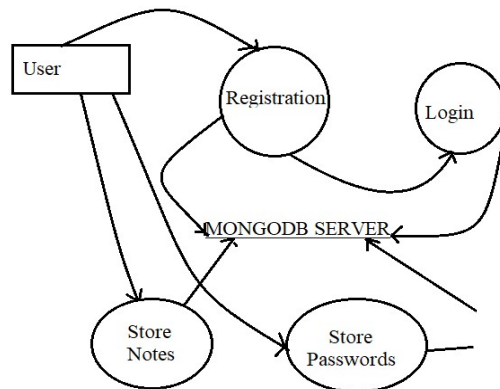 User
Registration
Login
MONGODB SERVER
Store
Notes
Store
Passwords